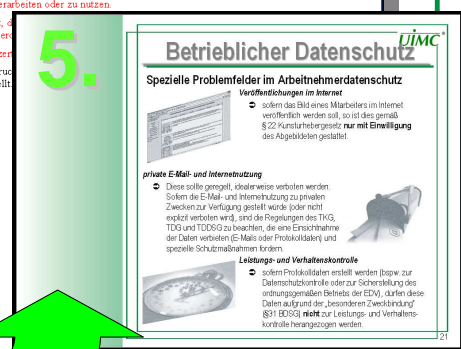 erarbeiten oder zu nutzen.
5.
UIMC
Betrieblicher Datenschutz
Spezielle Problemfelder im Arbeitnehmerdatenschutz
Veröffentlichungen im Internet
sofern das Bild eines Mitarbeiters im Internet
veröffentlich werden soll, so ist dies gemäß
§ 22 Kunsturhebergesetz nur mit Einwilligung
des Abgebildeten gestattet.
private E-Mail- und Internetnutzung
Diese sollte geregelt, idealerweise verboten werden.
Sofern die E-Mail- und Internetnutzung zu privaten
Zwecken zur Verfügung gestellt würde (oder nicht
explizit verboten wird), sind die Regelungen des TKG,
TDG und TDDSG zu beachten, die eine Einsichtnahme
der Daten verbieten (E-Mails oder Protokolldaten) und
spezielle Schutzmaßnahmen fordern.
Leistungs- und Verhaltenskontrolle
sofern Protokolldaten erstellt werden (bspw. zur
Datenschutzkontrolle oder zur Sicherstellung des
ordnungsgemäßen Betriebs der EDV), dürfen diese
Daten aufgrund der „besonderen Zweckbindung"
(§31 BDSG) nicht zur Leistungs- und Verhaltens-
kontrolle herangezogen werden.
21